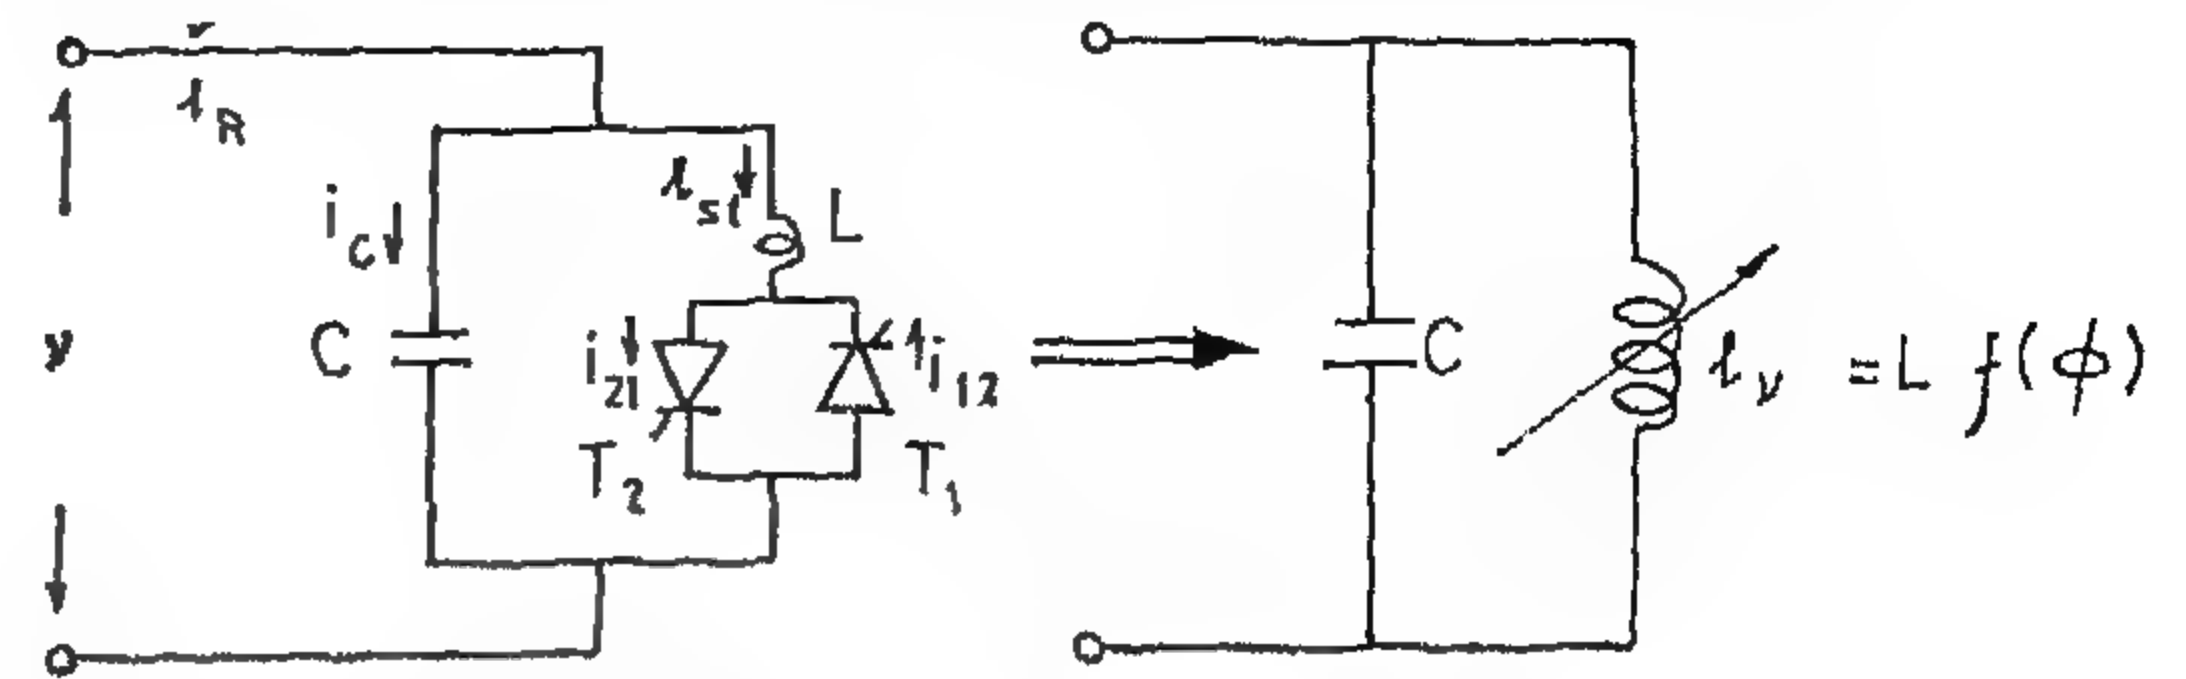 i_R
i_C
i_st
L
v
C
i_21
i_12
T_2
T_1
C
l_v = L f(ϕ)